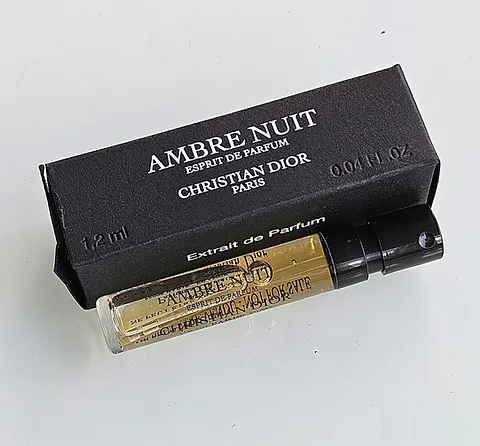 AMBRE NUIT
ESPRIT DE PARFUM
CHRISTIAN DIOR
PARIS
1.2 ml
0.04 FL.OZ
Extrait de Parfum
AMBRE NUIT
ESPRIT DE PARFUM